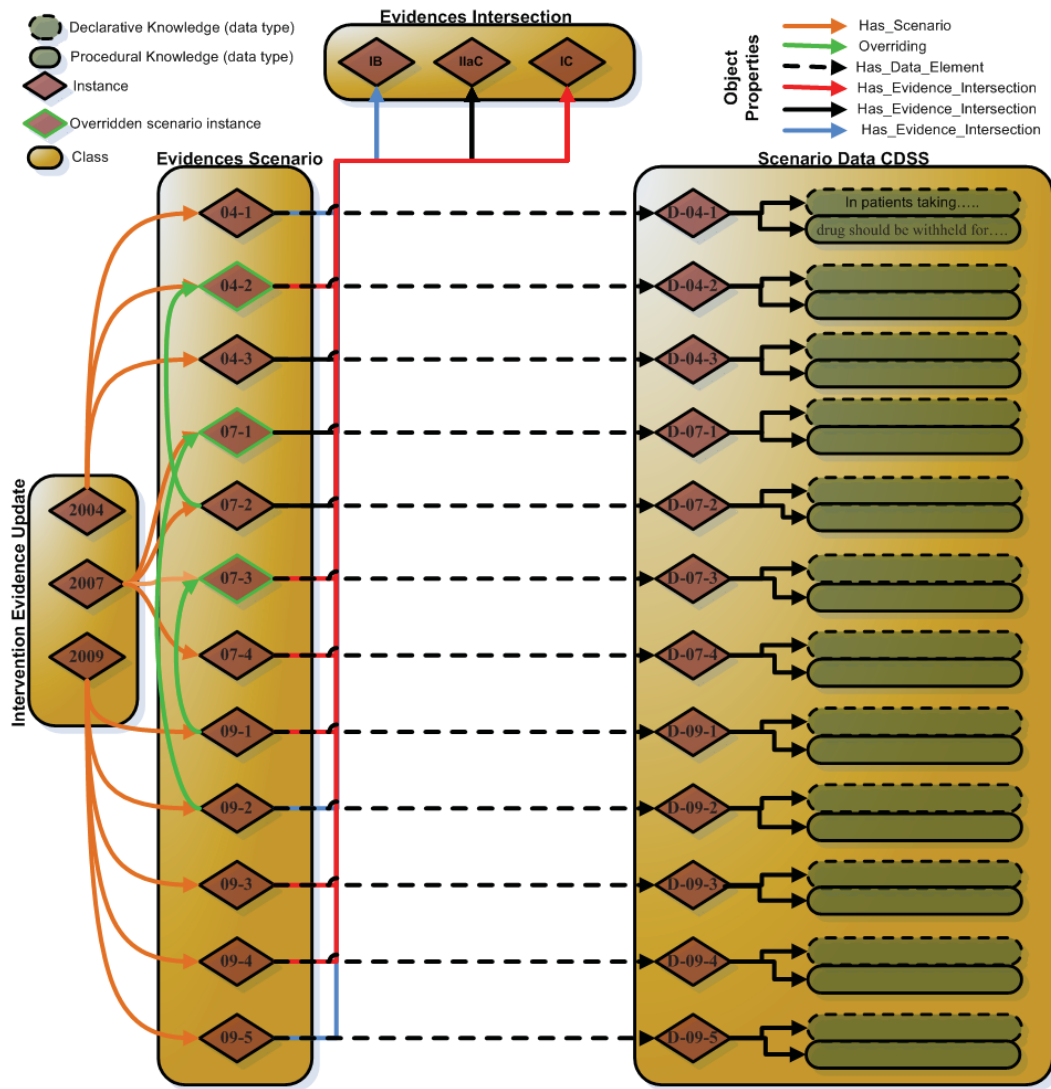 Evidences Intersection
Declarative Knowledge (data type)
Procedural Knowledge (data type)
Instance
Overridden scenario instance
Class
IB
IIaC
IC
Object
Properties
Has_Scenario
Overriding
Has_Data_Element
Has_Evidence_Intersection
Has_Evidence_Intersection
Has_Evidence_Intersection
Evidences Scenario
Scenario Data CDSS
04-1
D-04-1
In patients taking.....
drug should be withheld for....
04-2
D-04-2
04-3
D-04-3
07-1
D-07-1
Intervention Evidence Update
2004
2007
2009
07-2
D-07-2
07-3
D-07-3
07-4
D-07-4
09-1
D-09-1
09-2
D-09-2
09-3
D-09-3
09-4
D-09-4
09-5
D-09-5